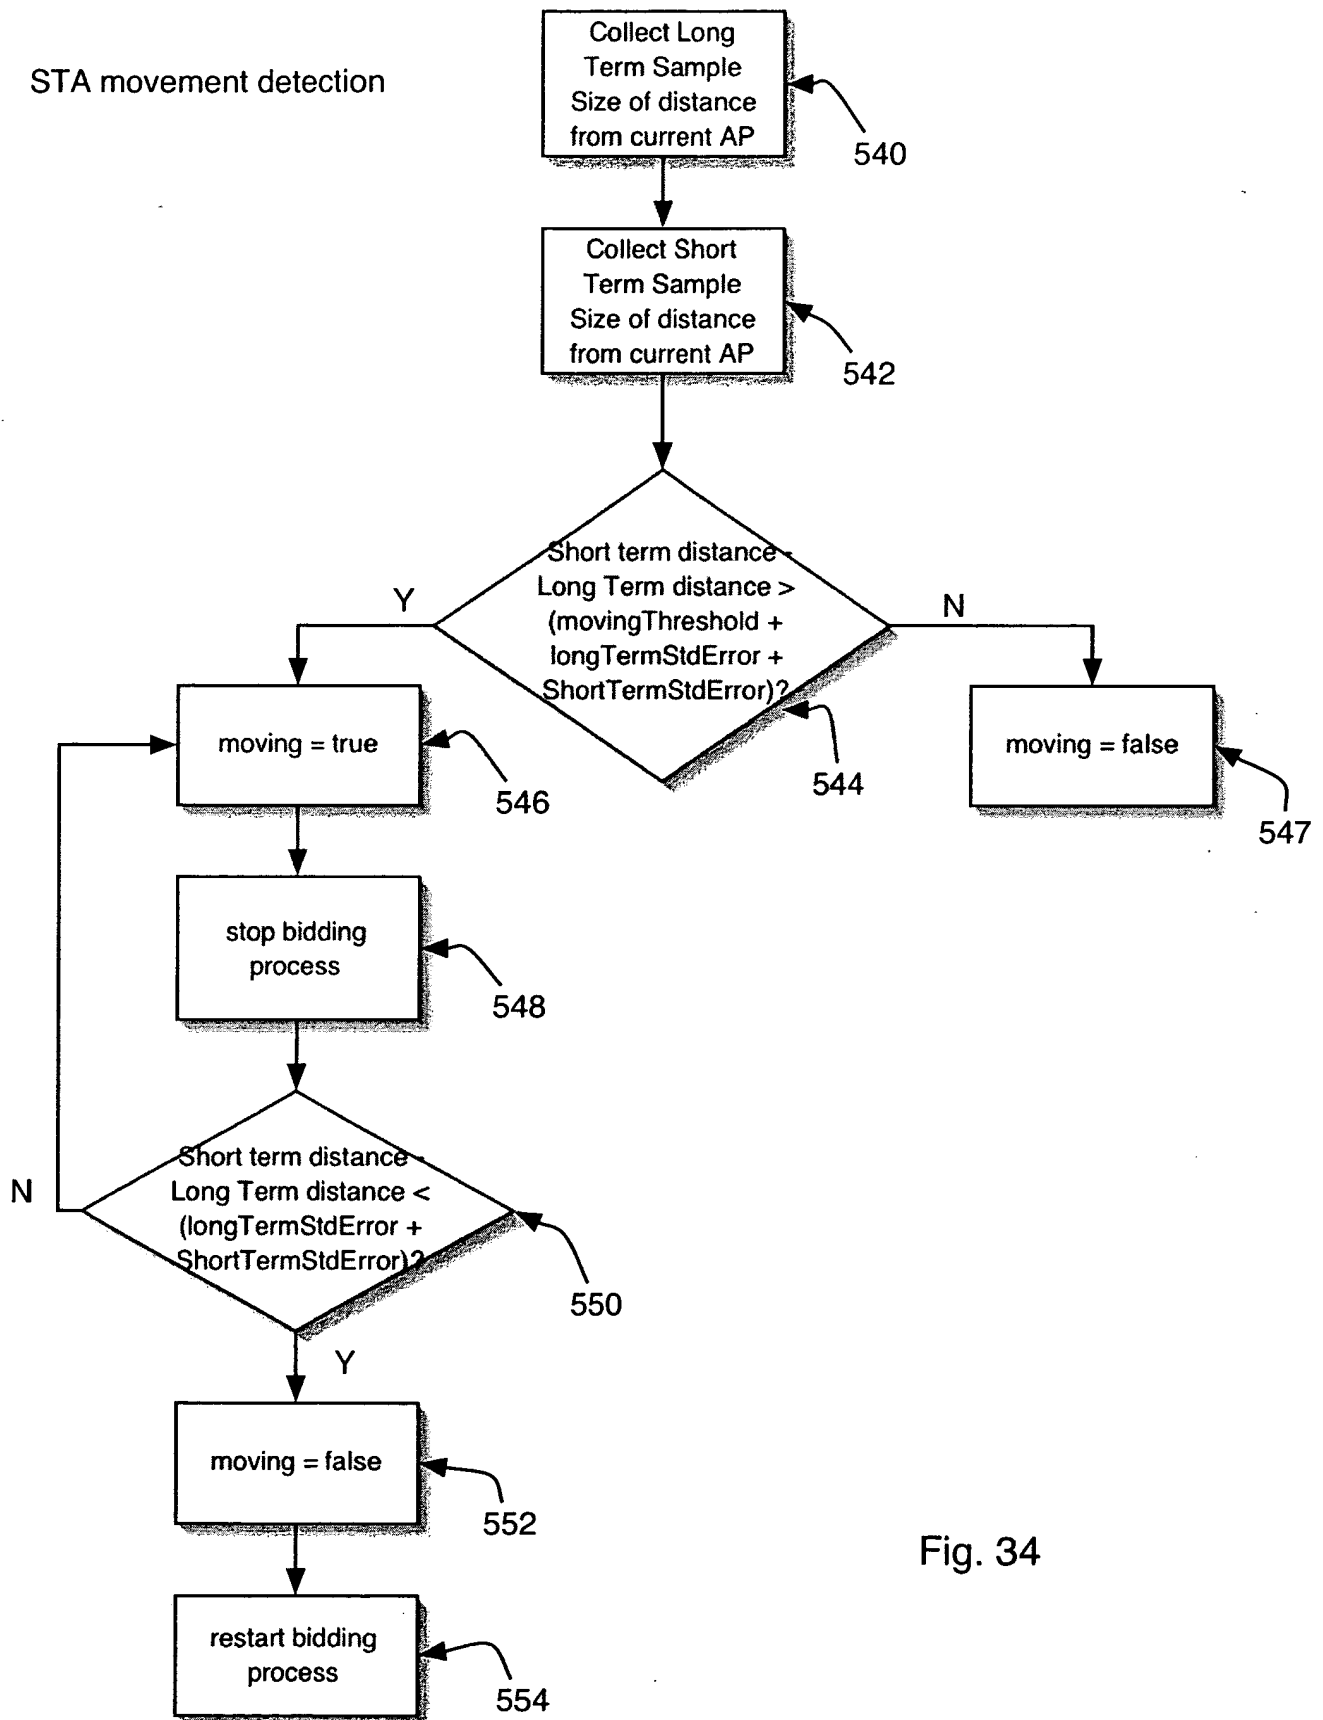 STA movement detection
Collect Long
Term Sample
Size of distance
from current AP
540
Collect Short
Term Sample
Size of distance
from current AP
542
Short term distance -
Long Term distance >
(movingThreshold +
longTermStdError +
ShortTermStdError)?
Y
N
544
moving = true
546
moving = false
547
stop bidding
process
548
Short term distance -
Long Term distance <
(longTermStdError +
ShortTermStdError)?
N
550
Y
moving = false
552
Fig. 34
restart bidding
process
554